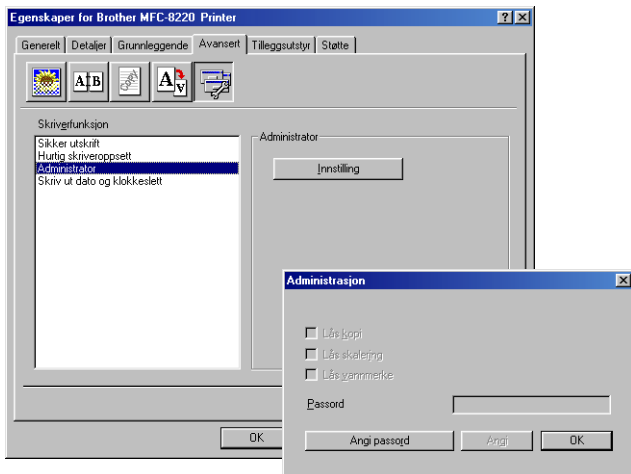 Egenskaper for Brother MFC-8220 Printer
Generelt Detaljer Grunnleggende Avansert Tilleggsutstyr Støtte
A B A A
Skriverfunksjon
Sikker utskrift
Hurtig skriveroppsett
Administrator
Skriv ut dato og klokkeslett
Administrator
Innstilling
OK
Administrasjon
Lås kopi
Lås skalering
Lås vannmerke
Passord
Angi passord Angi OK